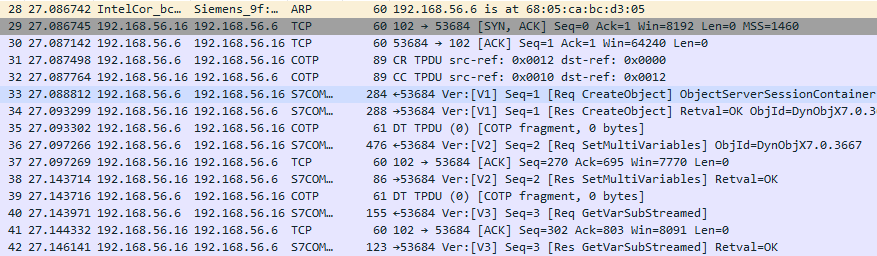 28 27.086742 IntelCor_bc… Siemens_9f:… ARP 60 192.168.56.6 is at 68:05:ca:bc:d3:05
29 27.086745 192.168.56.16 192.168.56.6 TCP 60 102 → 53684 [SYN, ACK] Seq=0 Ack=1 Win=8192 Len=0 MSS=1460
30 27.087142 192.168.56.6 192.168.56.16 TCP 60 53684 → 102 [ACK] Seq=1 Ack=1 Win=64240 Len=0
31 27.087498 192.168.56.6 192.168.56.16 COTP 89 CR TPDU src-ref: 0x0012 dst-ref: 0x0000
32 27.087764 192.168.56.16 192.168.56.6 COTP 89 CC TPDU src-ref: 0x0010 dst-ref: 0x0012
33 27.088812 192.168.56.6 192.168.56.16 S7COM… 284 ←53684 Ver:[V1] Seq=1 [Req CreateObject] ObjectServerSessionContainer
34 27.093299 192.168.56.16 192.168.56.6 S7COM… 288 →53684 Ver:[V1] Seq=1 [Res CreateObject] Retval=OK ObjId=DynObjX7.0.3
35 27.093302 192.168.56.6 192.168.56.16 COTP 61 DT TPDU (0) [COTP fragment, 0 bytes]
36 27.097266 192.168.56.6 192.168.56.16 S7COM… 476 ←53684 Ver:[V2] Seq=2 [Req SetMultiVariables] ObjId=DynObjX7.0.3667
37 27.097269 192.168.56.16 192.168.56.6 TCP 60 102 → 53684 [ACK] Seq=270 Ack=695 Win=7770 Len=0
38 27.143714 192.168.56.16 192.168.56.6 S7COM… 86 →53684 Ver:[V2] Seq=2 [Res SetMultiVariables] Retval=OK
39 27.143716 192.168.56.6 192.168.56.16 COTP 61 DT TPDU (0) [COTP fragment, 0 bytes]
40 27.143971 192.168.56.6 192.168.56.16 S7COM… 155 ←53684 Ver:[V3] Seq=3 [Req GetVarSubStreamed]
41 27.144332 192.168.56.16 192.168.56.6 TCP 60 102 → 53684 [ACK] Seq=302 Ack=803 Win=8091 Len=0
42 27.146141 192.168.56.16 192.168.56.6 S7COM… 123 →53684 Ver:[V3] Seq=3 [Res GetVarSubStreamed] Retval=OK